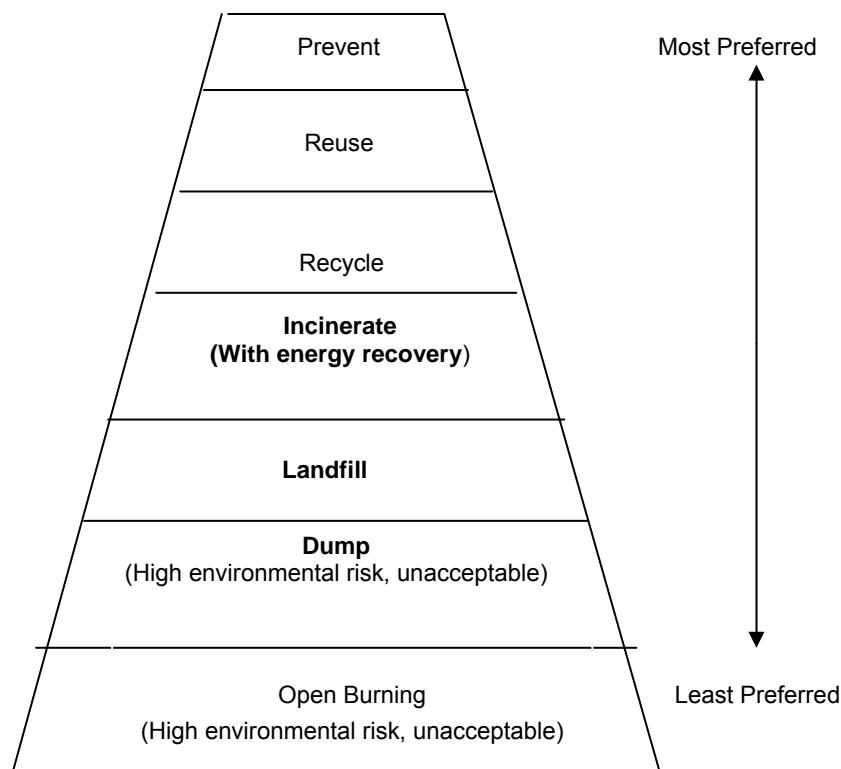 Prevent
Most Preferred
Reuse
Recycle
Incinerate
(With energy recovery)
Landfill
Dump
(High environmental risk, unacceptable)
Open Burning
Least Preferred
(High environmental risk, unacceptable)